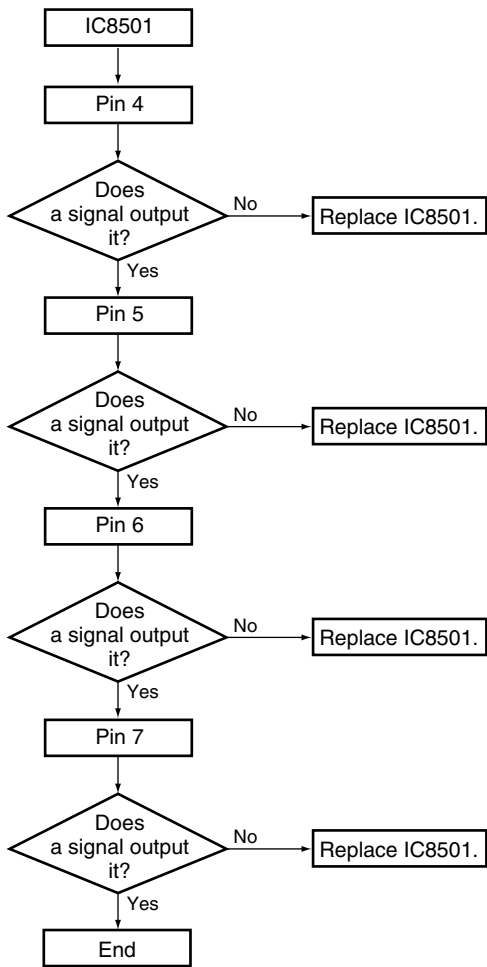 IC8501
Pin 4
Does
a signal output
it?
No
Replace IC8501.
Yes
Pin 5
Does
a signal output
it?
No
Replace IC8501.
Yes
Pin 6
Does
a signal output
it?
No
Replace IC8501.
Yes
Pin 7
Does
a signal output
it?
No
Replace IC8501.
Yes
End